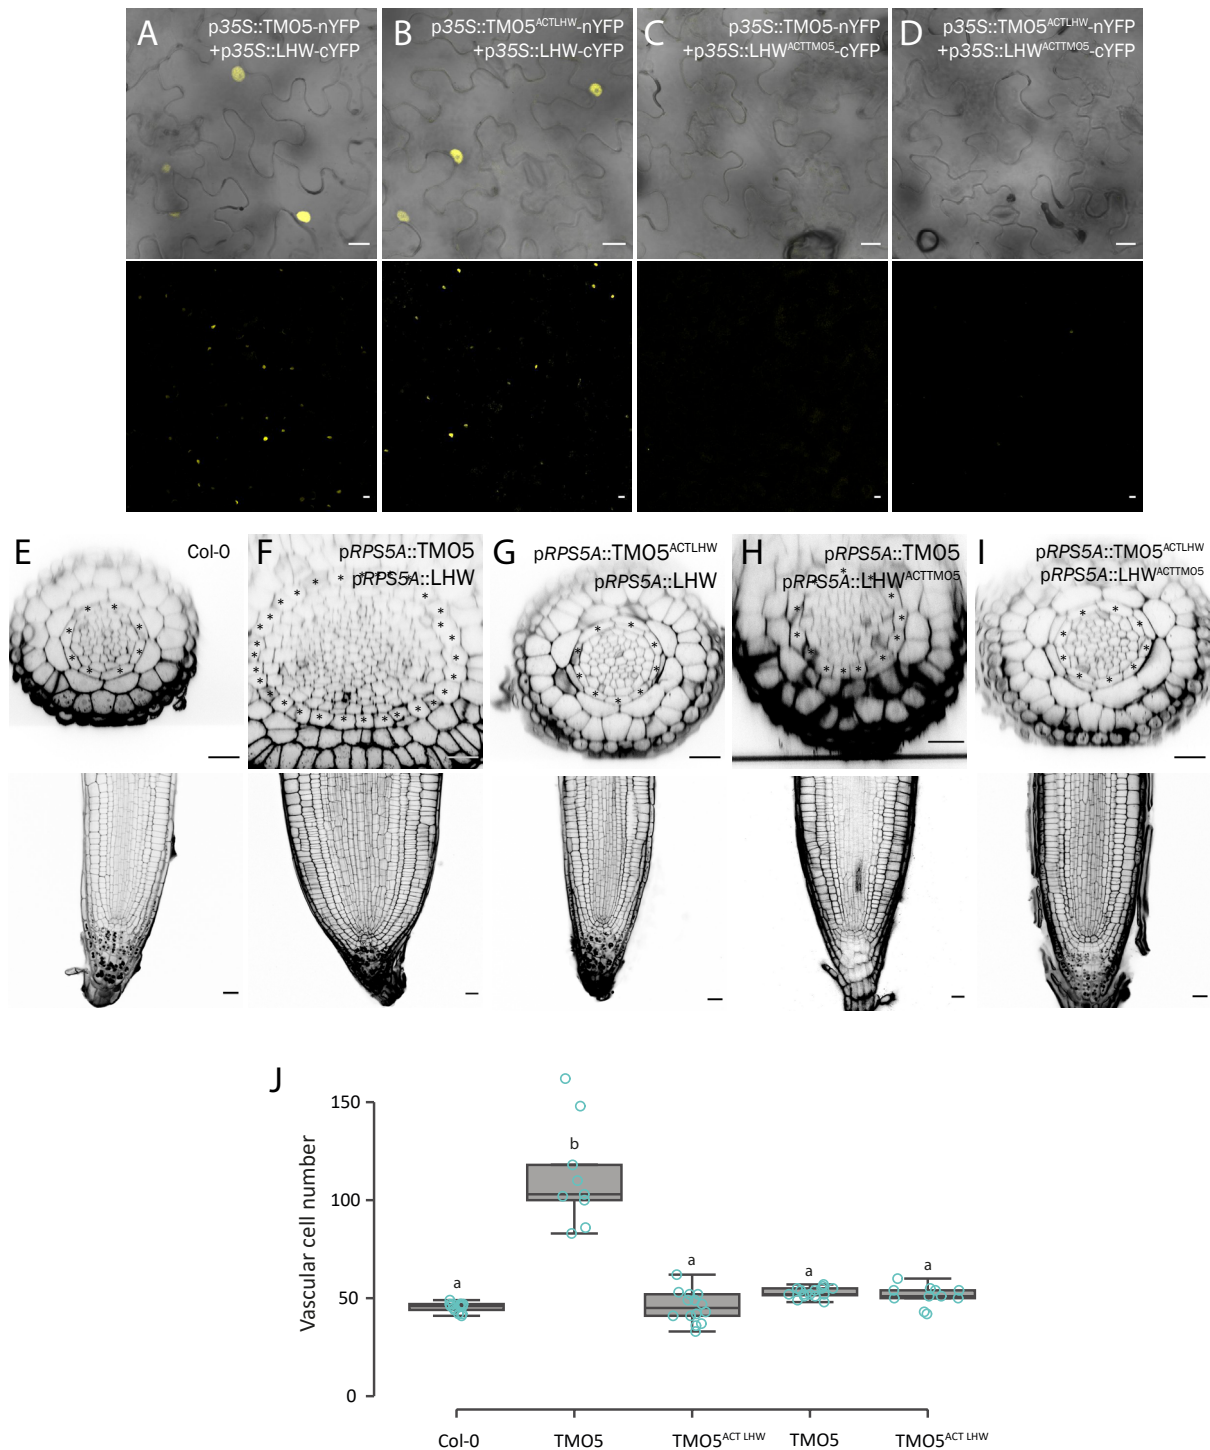 A
p35S::TMO5-nYFP
+p35S::LHW-cYFP
B
p35S::TMO5ACTLHW-nYFP
+p35S::LHW-cYFP
C
p35S::TMO5-nYFP
+p35S::LHWACTTMO5-cYFP
D
p35S::TMO5ACTLHW-nYFP
+p35S::LHWACTTMO5-cYFP
E
Col-0
F
pRPS5A::TMO5
pRPS5A::LHW
G
pRPS5A::TMO5ACTLHW
pRPS5A::LHW
H
pRPS5A::TMO5
pRPS5A::LHWACTTMO5
I
pRPS5A::TMO5ACTLHW
pRPS5A::LHWACTTMO5
J
Vascular cell number
150
100
50
0
a
b
a
a
a
Col-0
TMO5
TMO5ACT LHW
TMO5
TMO5ACT LHW